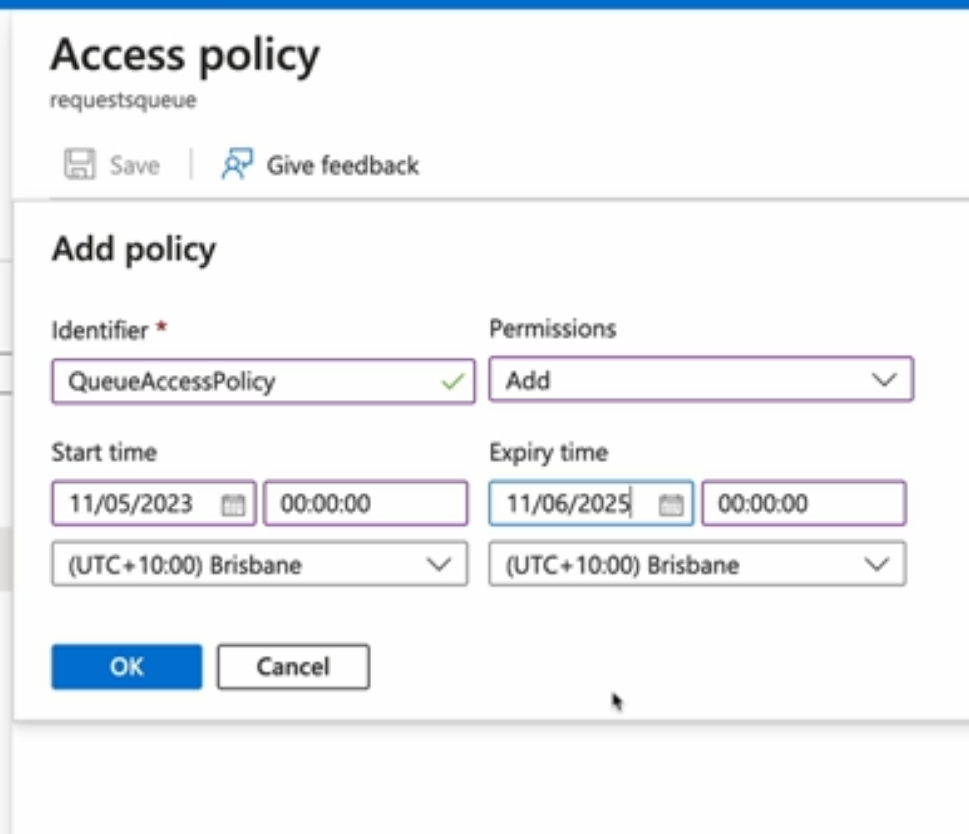 Access policy
requestsqueue
Save Give feedback
Add policy
Identifier * Permissions
QueueAccessPolicy Add
Start time Expiry time
11/05/2023 00:00:00 11/06/2025 00:00:00
(UTC+10:00) Brisbane (UTC+10:00) Brisbane
OK Cancel